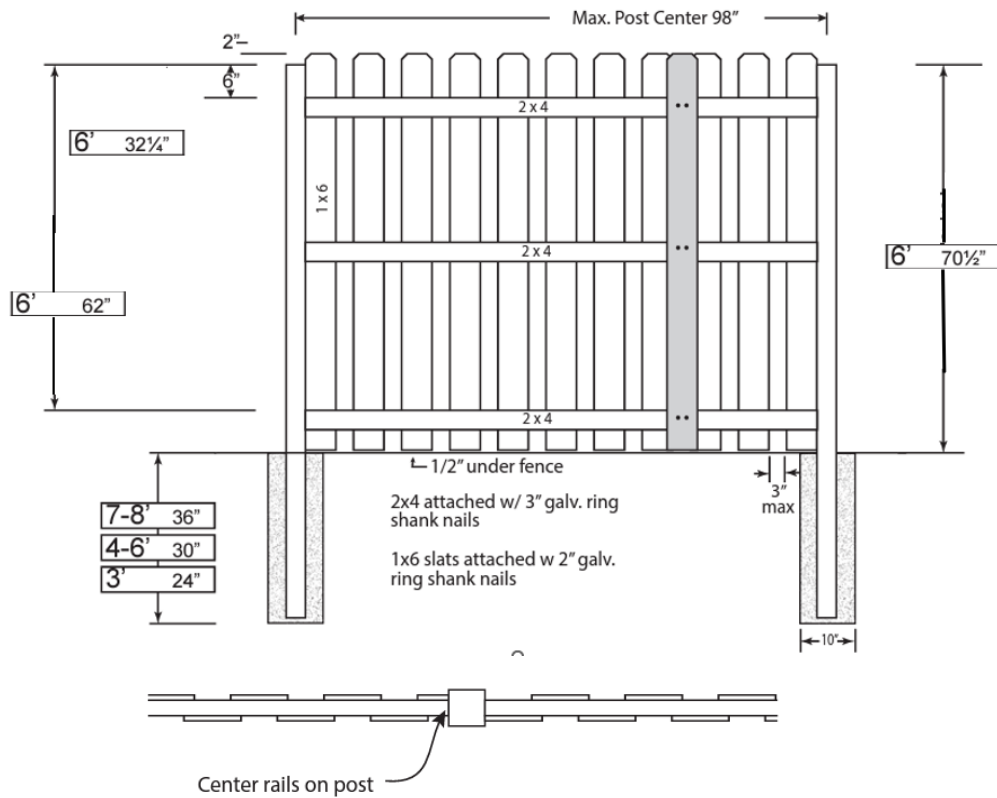 Max. Post Center 98”
2”
6”
2 x 4
6’ 32¼”
1 x 6
2 x 4
6’ 70½”
6’ 62”
2 x 4
1/2” under fence
3”
max
2x4 attached w/ 3” galv. ring
shank nails
7-8’ 36”
4-6’ 30”
3’ 24”
1x6 slats attached w 2” galv.
ring shank nails
10”
Center rails on post